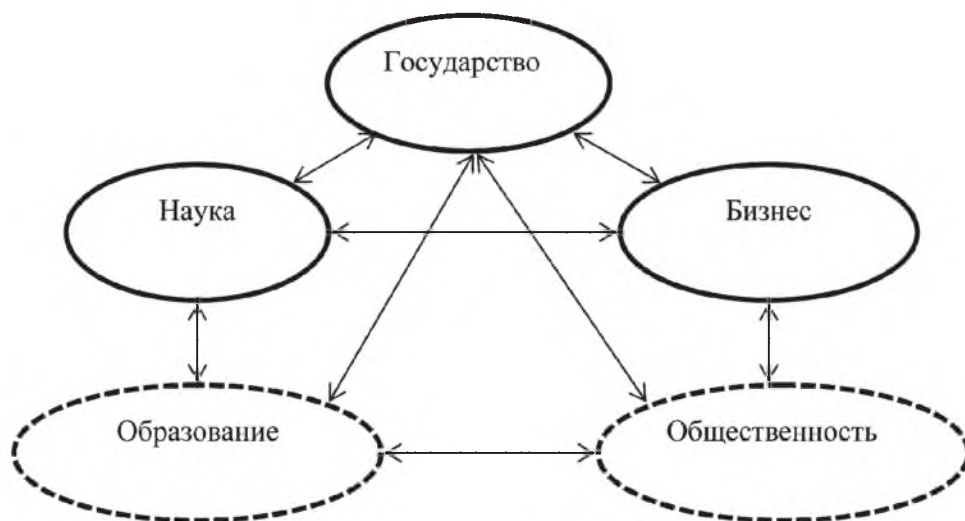 Государство
Наука
Бизнес
Образование
Общественность